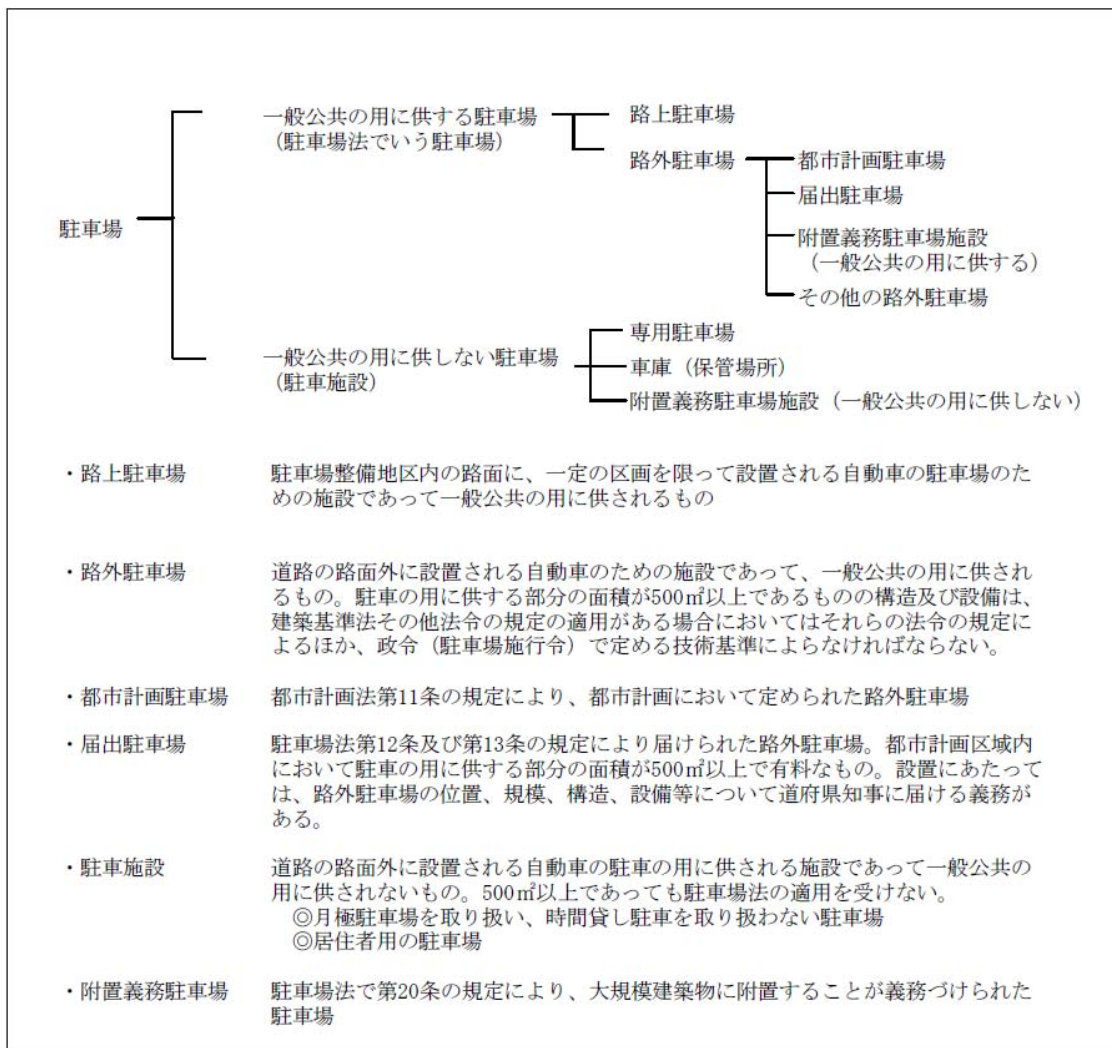 一般公共の用に供する駐車場
(駐車場法でいう駐車場)
路上駐車場
路外駐車場
都市計画駐車場
届出駐車場
附置義務駐車場施設
(一般公共の用に供する)
その他の路外駐車場
駐車場
一般公共の用に供しない駐車場
(駐車施設)
専用駐車場
車庫(保管場所)
附置義務駐車場施設(一般公共の用に供しない)
・路上駐車場 駐車場整備地区内の路面に、一定の区画を限って設置される自動車の駐車場のた
めの施設であって一般公共の用に供されるもの
・路外駐車場 道路の路面外に設置される自動車のための施設であって、一般公共の用に供され
るもの。駐車の用に供する部分の面積が500㎡以上であるものの構造及び設備は、
建築基準法その他法令の規定の適用がある場合においてはそれらの法令の規定に
よるほか、政令(駐車場施行令)で定める技術基準によらなければならない。
・都市計画駐車場 都市計画法第11条の規定により、都市計画において定められた路外駐車場
・届出駐車場 駐車場法第12条及び第13条の規定により届けられた路外駐車場。都市計画区域内
において駐車の用に供する部分の面積が500㎡以上で有料なもの。設置にあたって
は、路外駐車場の位置、規模、構造、設備等について道府県知事に届ける義務が
ある。
・駐車施設 道路の路面外に設置される自動車の駐車の用に供される施設であって一般公共の
用に供されないもの。500㎡以上であっても駐車場法の適用を受けない。
◎月極駐車場を取り扱い、時間貸し駐車を取り扱わない駐車場
◎居住者用の駐車場
・附置義務駐車場 駐車場法で第20条の規定により、大規模建築物に附置することが義務づけられた
駐車場